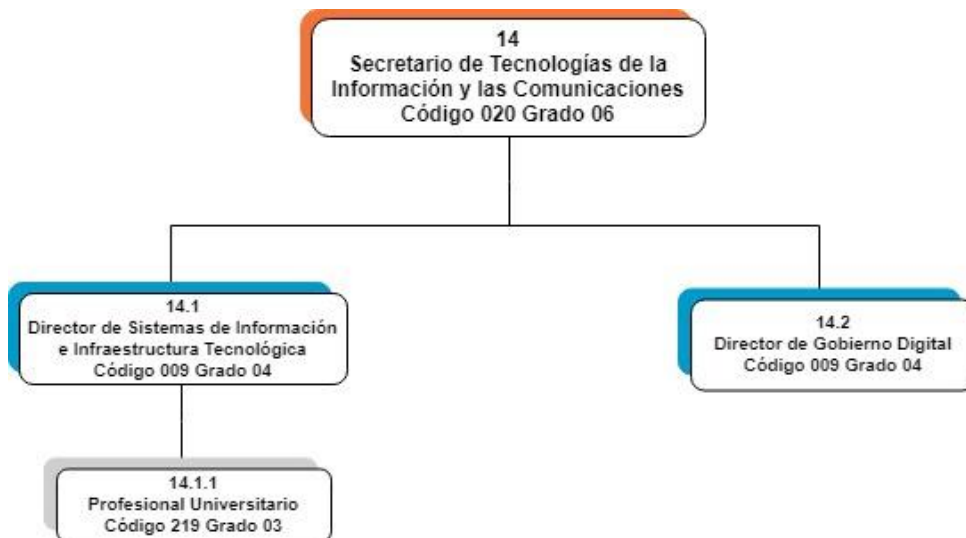 14
Secretario de Tecnologías de la
Información y las Comunicaciones
Código 020 Grado 06
14.1
Director de Sistemas de Información
e Infraestructura Tecnológica
Código 009 Grado 04
14.2
Director de Gobierno Digital
Código 009 Grado 04
14.1.1
Profesional Universitario
Código 219 Grado 03